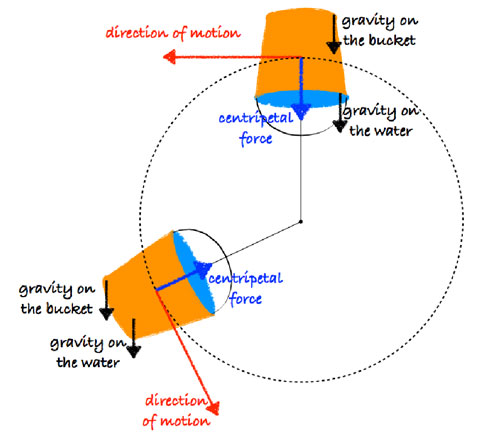 gravity on
the bucket
direction of motion
gravity on
the water
centripetal
force
centripetal
force
gravity on
the bucket
gravity on
the water
direction
of motion